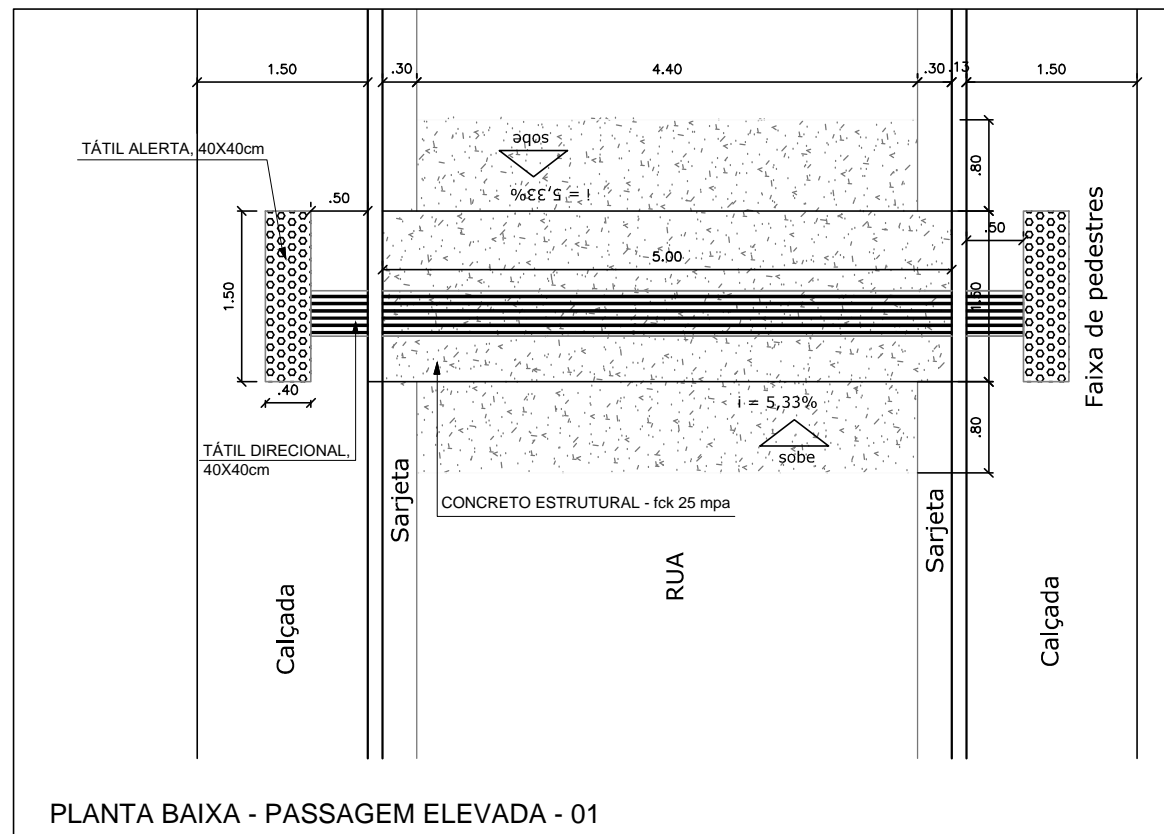 1.50
.30
4.40
.30
.13
1.50
sobe
i = 5,33%
TÁTIL ALERTA, 40X40cm
.50
.80
.50
5.00
1.50
1.50
Faixa de pedestres
.40
i = 5,33%
sobe
.80
TÁTIL DIRECIONAL,
40X40cm
CONCRETO ESTRUTURAL - fck 25 mpa
Sarjeta
Sarjeta
RUA
Calçada
Calçada
PLANTA BAIXA - PASSAGEM ELEVADA - 01